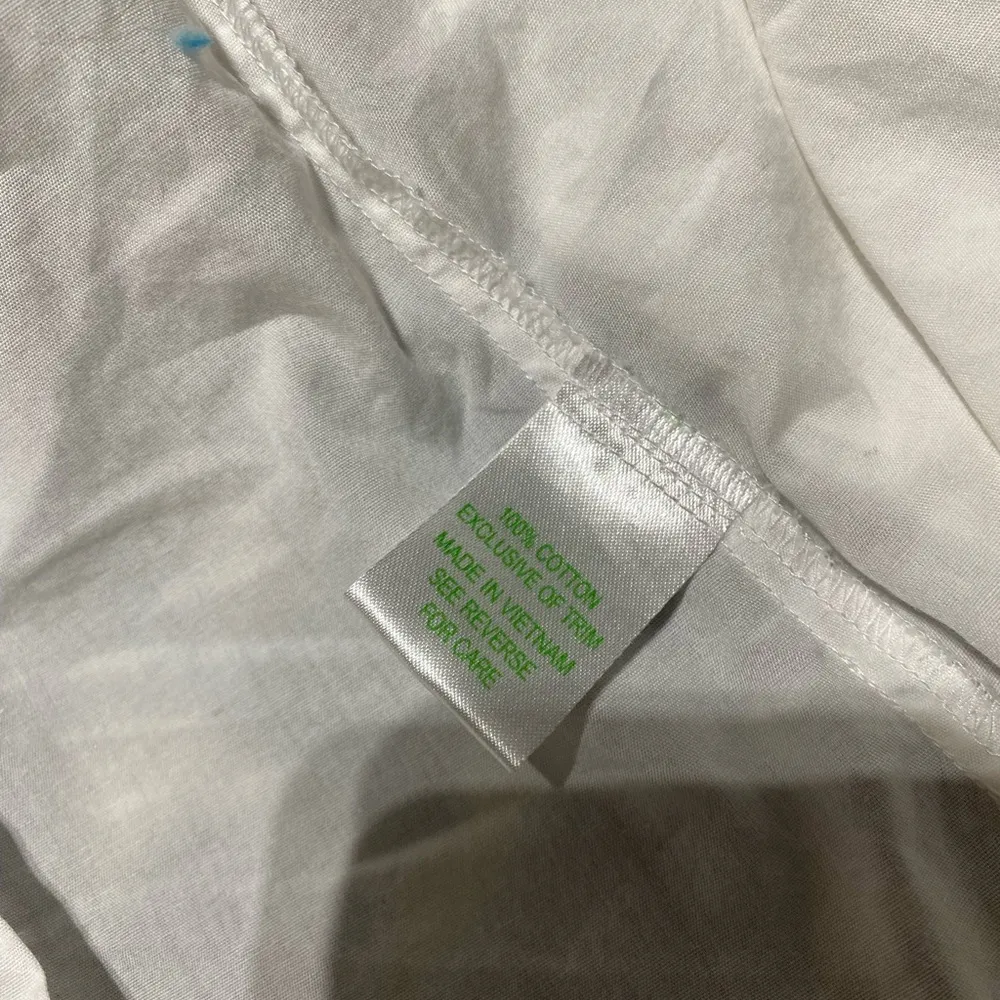 100% COTTON
EXCLUSIVE OF TRIM
MADE IN VIETNAM
SEE REVERSE
FOR CARE